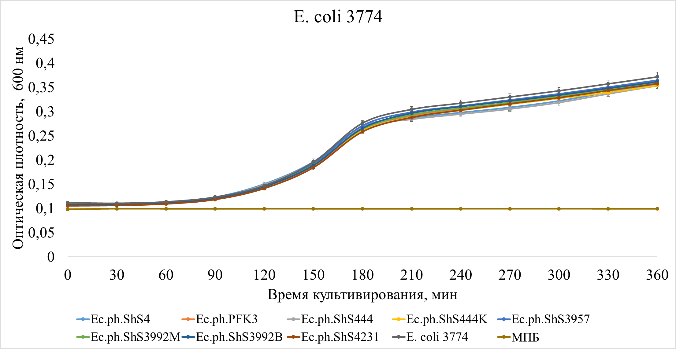 E. coli 3774
Оптическая плотность, 600 нм
0,45
0,4
0,35
0,3
0,25
0,2
0,15
0,1
0,05
0
0 30 60 90 120 150 180 210 240 270 300 330 360
Время культивирования, мин
Ec.ph.ShS4 Ec.ph.PFK3 Ec.ph.ShS444 Ec.ph.ShS444K Ec.ph.ShS3957
Ec.ph.ShS3992M Ec.ph.ShS3992B Ec.ph.ShS4231 E. coli 3774 МПБ